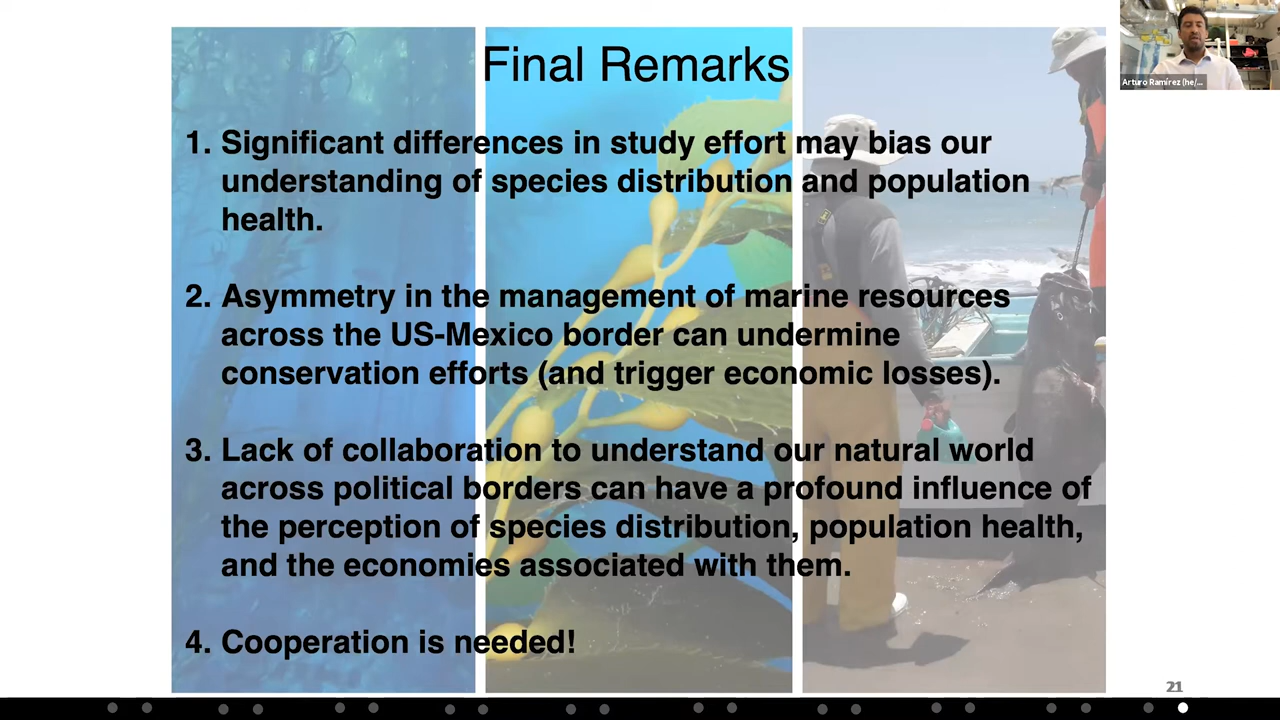 Final Remarks
1. Significant differences in study effort may bias our
understanding of species distribution and population
health.
2. Asymmetry in the management of marine resources
across the US-Mexico border can undermine
conservation efforts (and trigger economic losses).
3. Lack of collaboration to understand our natural world
across political borders can have a profound influence of
the perception of species distribution, population health,
and the economies associated with them.
4. Cooperation is needed!
Arturo Ramírez (he/...
21